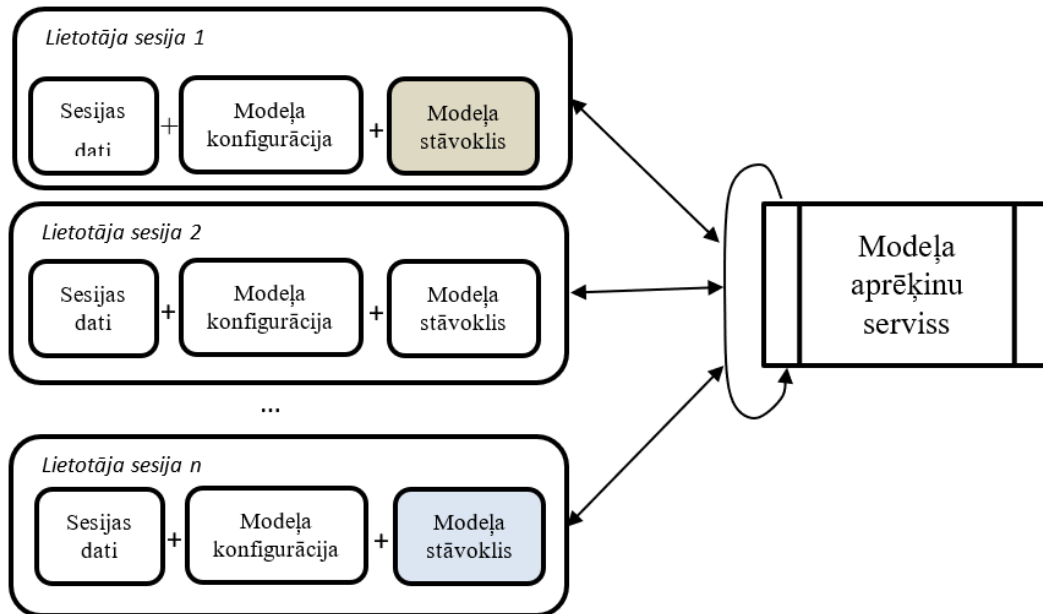 Lietotāja sesija 1
Sesijas
dati
+
Modeļa
konfigurācija
+
Modeļa
stāvoklis
Lietotāja sesija 2
Sesijas
dati
+
Modeļa
konfigurācija
+
Modeļa
stāvoklis
...
Lietotāja sesija n
Sesijas
dati
+
Modeļa
konfigurācija
+
Modeļa
stāvoklis
Modeļa
aprēķinu
serviss